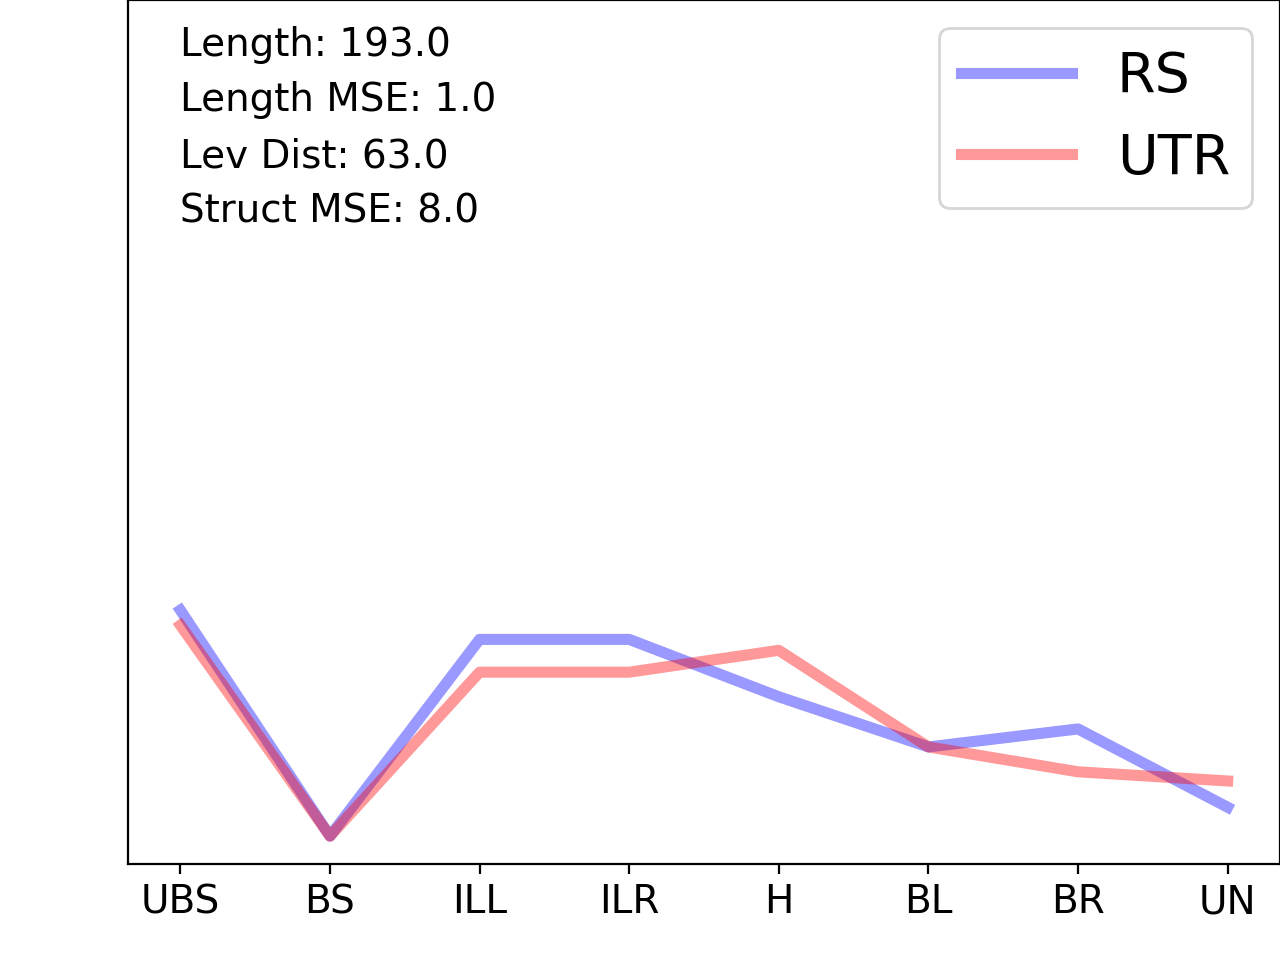 Length: 193.0
Length MSE: 1.0
Lev Dist: 63.0
Struct MSE: 8.0
RS
UTR
UBS BS ILL ILR H BL BR UN